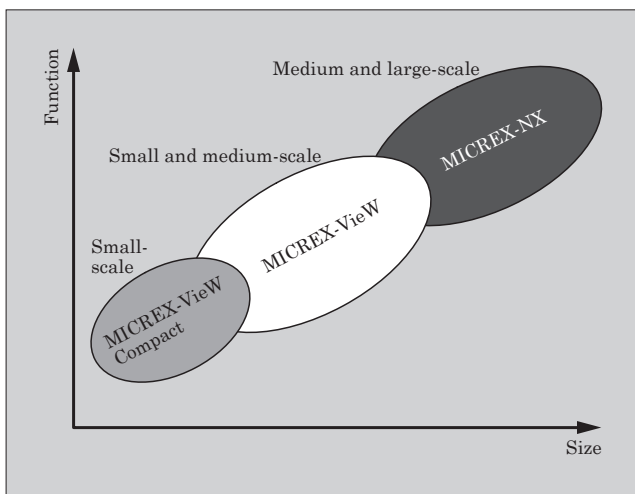 Medium and large-scale
Function
MICREX-NX
Small and medium-scale
MICREX-VieW
Small-
scale
MICREX-VieW
Compact
Size